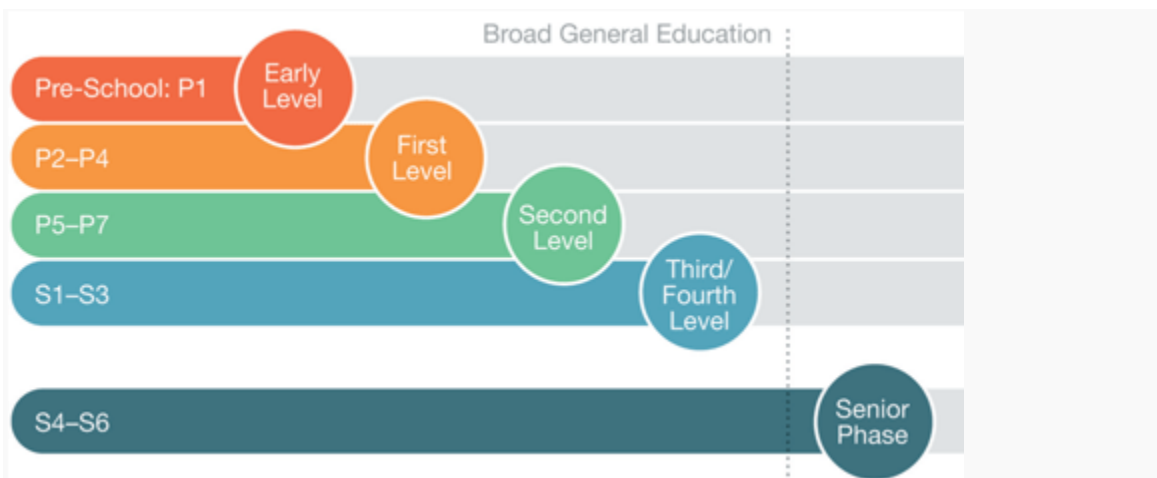 Broad General Education
Pre-School: P1
Early
Level
P2–P4
First
Level
P5–P7
Second
Level
S1–S3
Third/
Fourth
Level
S4–S6
Senior
Phase